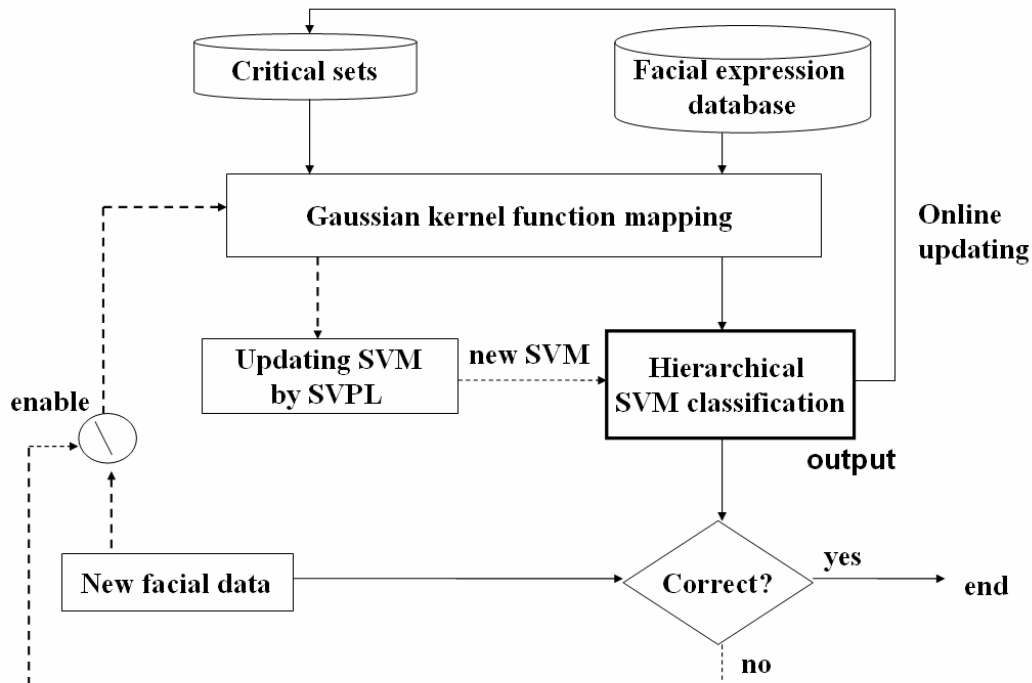 Critical sets
Facial expression
database
Gaussian kernel function mapping
Online
updating
Updating SVM
by SVPL
new SVM
Hierarchical
SVM classification
enable
output
New facial data
Correct?
yes
end
no